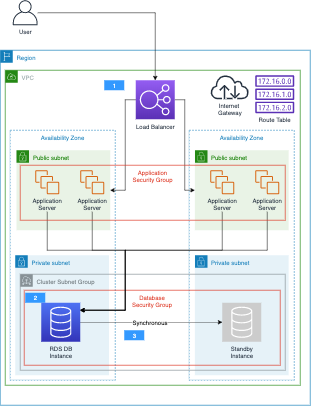 User
Region
VPC
1
Load Balancer
Internet
Gateway
172.16.0.0
172.16.1.0
172.16.2.0
Route Table
Availability Zone
Availability Zone
Public subnet
Public subnet
Application
Security Group
Application
Server
Application
Server
Application
Server
Application
Server
Private subnet
Private subnet
Cluster Subnet Group
2
Database
Security Group
Synchronous
3
RDS DB
Instance
Standby
Instance